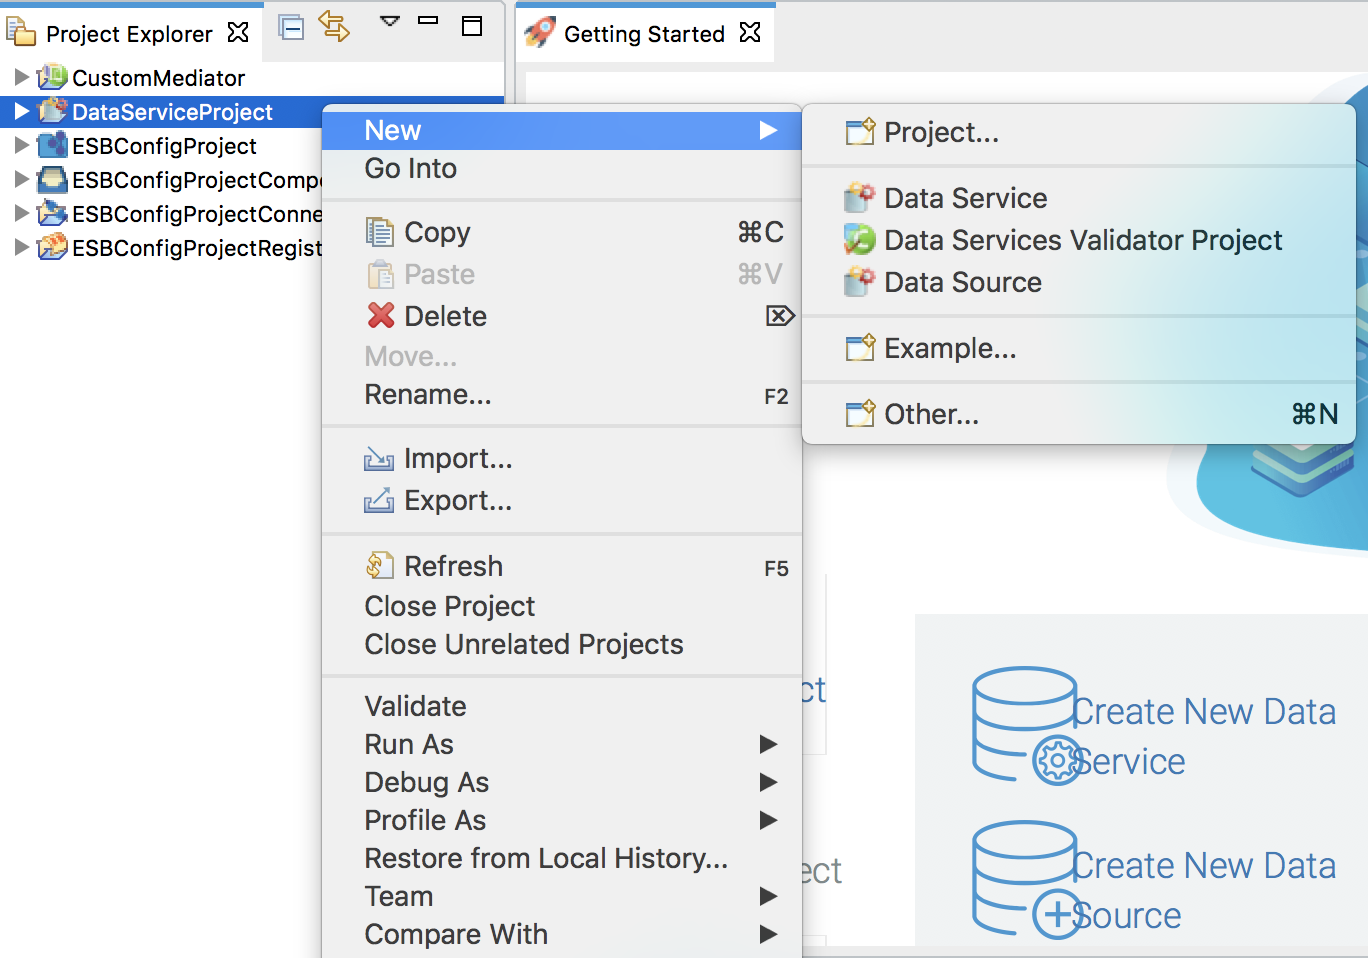 Project Explorer
Getting Started
CustomMediator
DataServiceProject
ESBConfigProject
ESBConfigProjectCompo
ESBConfigProjectConne
ESBConfigProjectRegist
New
Go Into
Copy ⌘C
Paste ⌘V
Delete
Move...
Rename... F2
Import...
Export...
Refresh F5
Close Project
Close Unrelated Projects
Validate
Run As
Debug As
Profile As
Restore from Local History...
Team
Compare With
Project...
Data Service
Data Services Validator Project
Data Source
Example...
Other... ⌘N
ct
ect
Create New Data
Service
Create New Data
Source